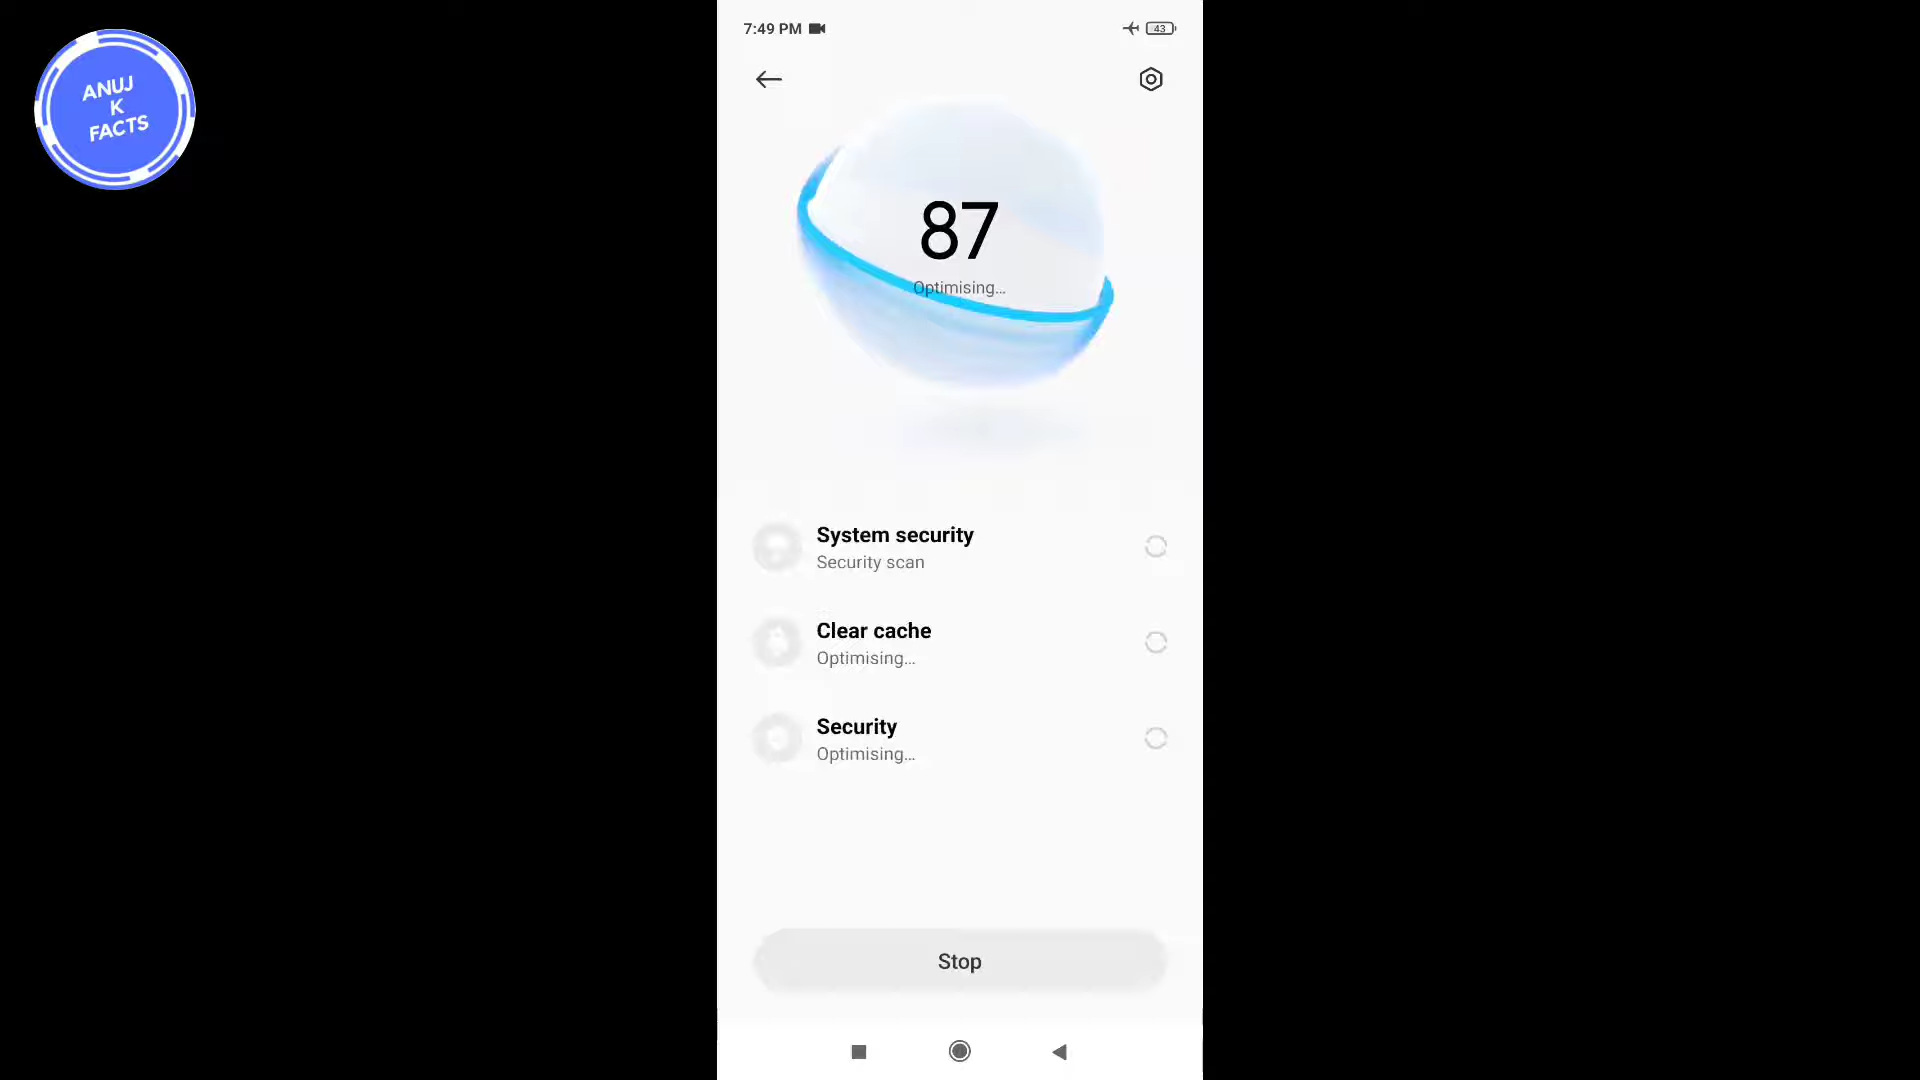 ANUJ
K
FACTS
7:49 PM
43
87
Optimising...
System security
Security scan
Clear cache
Optimising...
Security
Optimising...
Stop